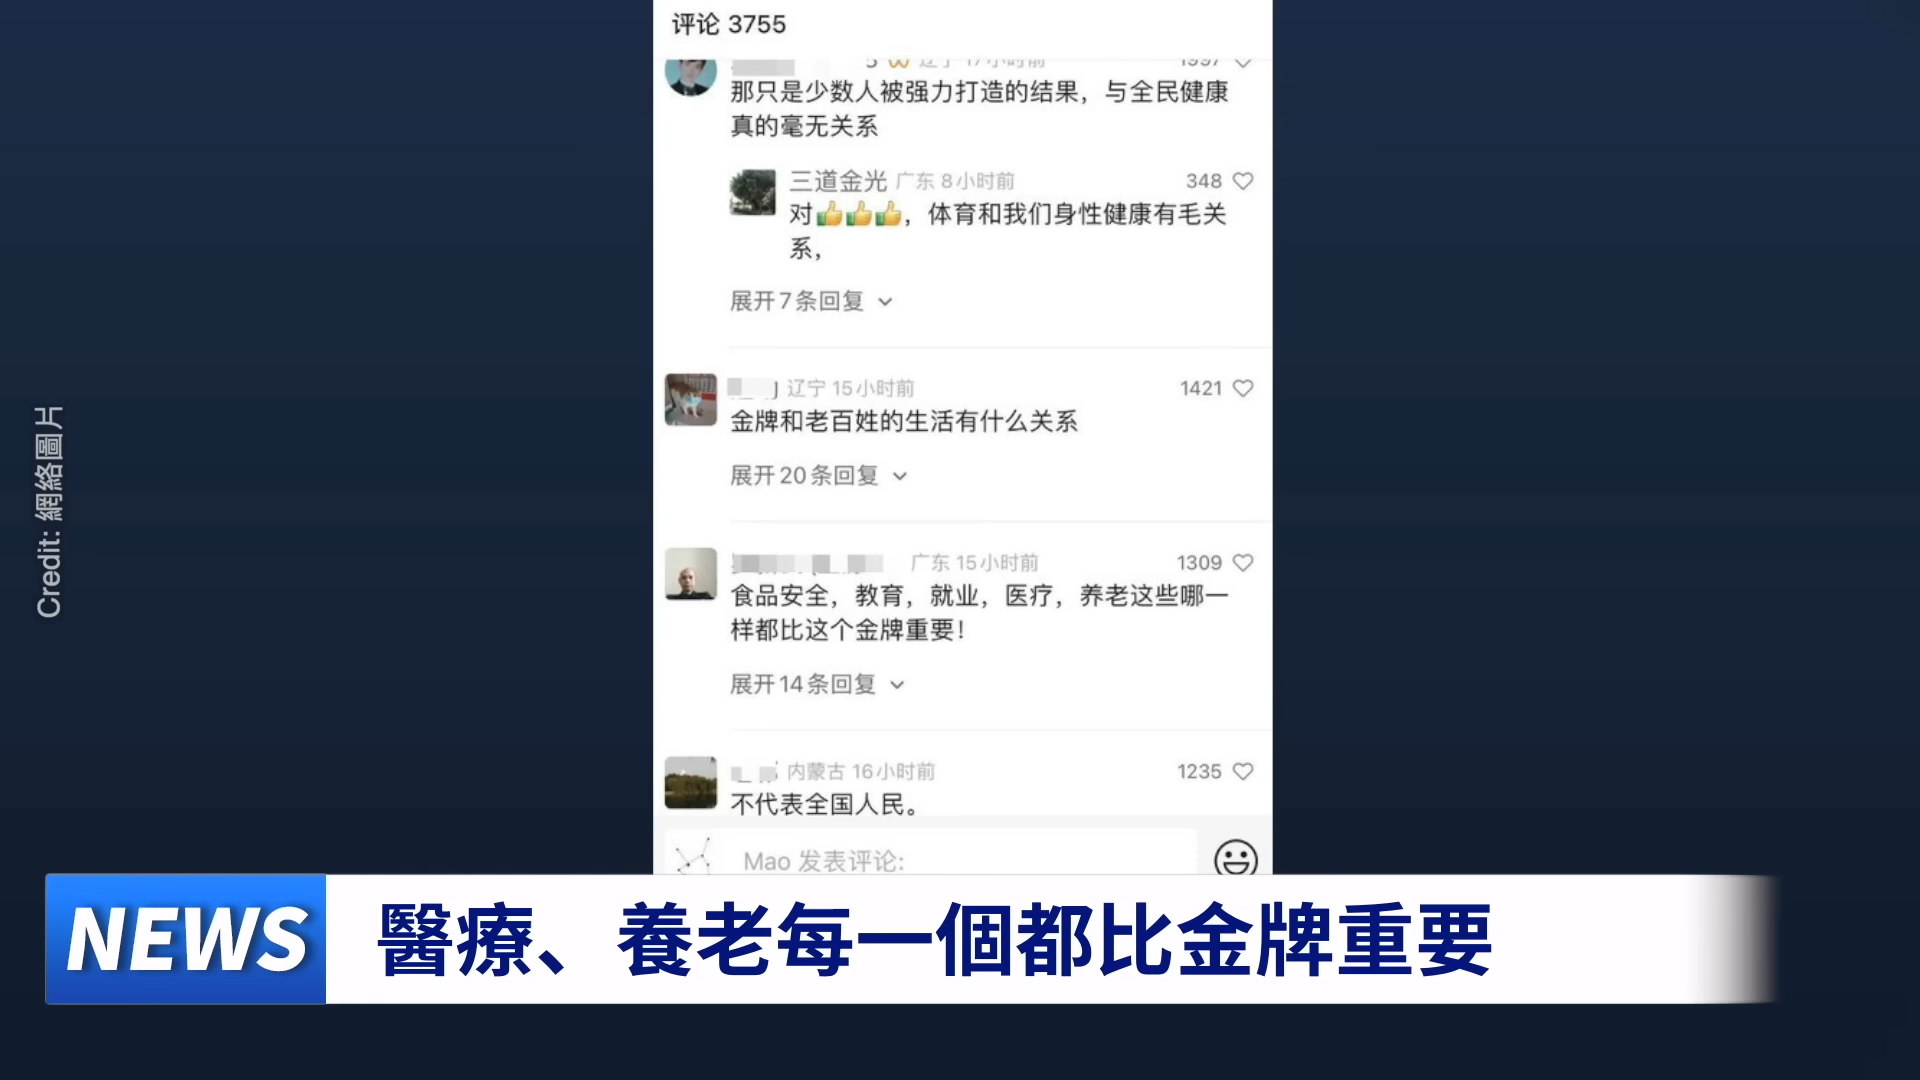 评论 3755
那只是少数人被强力打造的结果，与全民健康
真的毫无关系
三道金光 广东 8小时前 348
对👍👍👍，体育和我们身性健康有毛关
系，
展开7条回复
辽宁 15小时前 1421
金牌和老百姓的生活有什么关系
展开20条回复
广东 15小时前 1309
食品安全，教育，就业，医疗，养老这些哪一
样都比这个金牌重要！
展开14条回复
内蒙古 16小时前 1235
不代表全国人民。
Mao 发表评论:
Credit: 網絡圖片
NEWS
醫療、養老每一個都比金牌重要